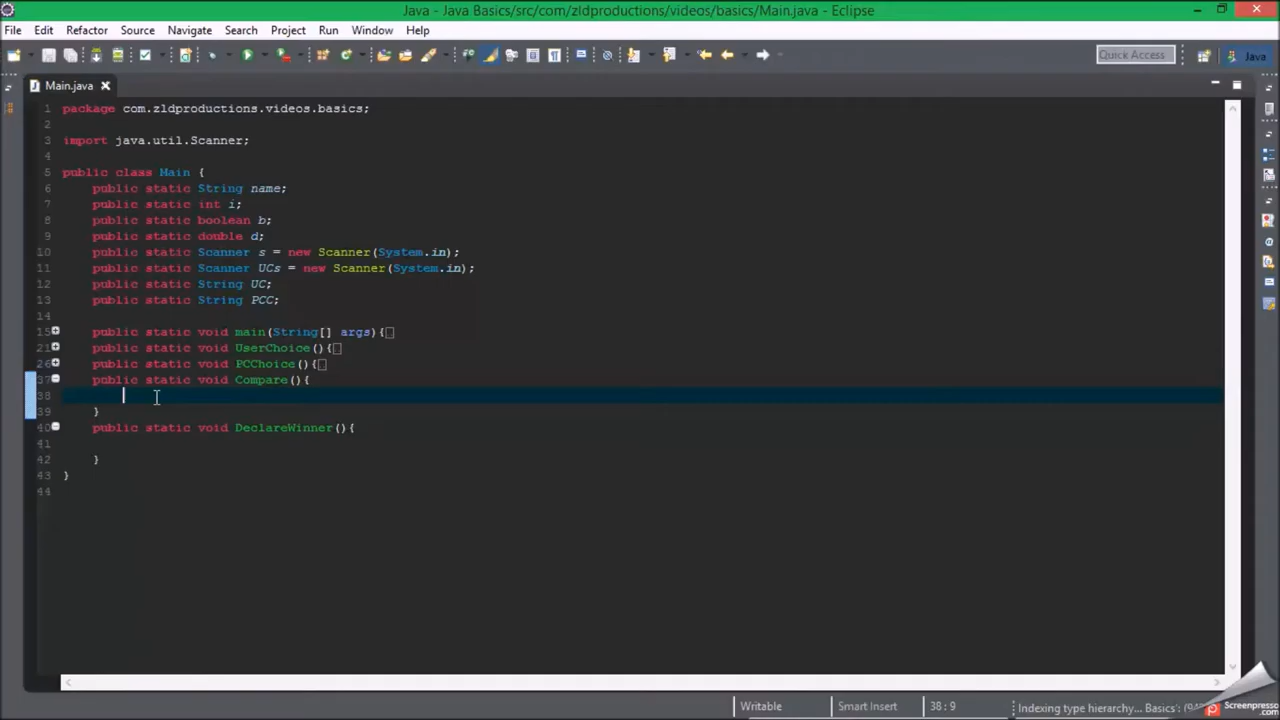 Java - Java Basics/src/com/zldproductions/videos/basics/Main.java - Eclipse
File Edit Refactor Source Navigate Search Project Run Window Help
Quick Access Java
Main.java
1 package com.zldproductions.videos.basics;
2
3 import java.util.Scanner;
4
5 public class Main {
6 public static String name;
7 public static int i;
8 public static boolean b;
9 public static double d;
10 public static Scanner s = new Scanner(System.in);
11 public static Scanner UCs = new Scanner(System.in);
12 public static String UC;
13 public static String PCC;
14
15 public static void main(String[] args){
21 public static void UserChoice(){
26 public static void PCChoice(){
37 public static void Compare(){
38
39 }
40 public static void DeclareWinner(){
41
42 }
43 }
44
Writable Smart Insert 38 : 9 Indexing type hierarchy... Basics':
Screenpresso.com